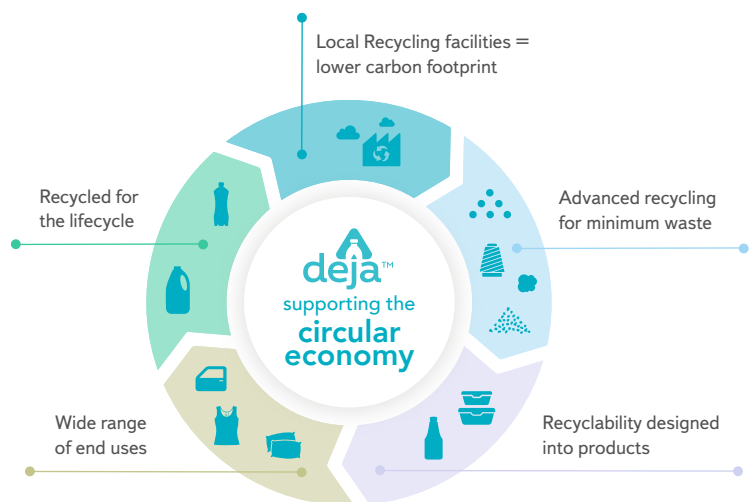 Local Recycling facilities =
lower carbon footprint
Recycled for
the lifecycle
Advanced recycling
for minimum waste
deja™
supporting the
circular
economy
Wide range
of end uses
Recyclability designed
into products